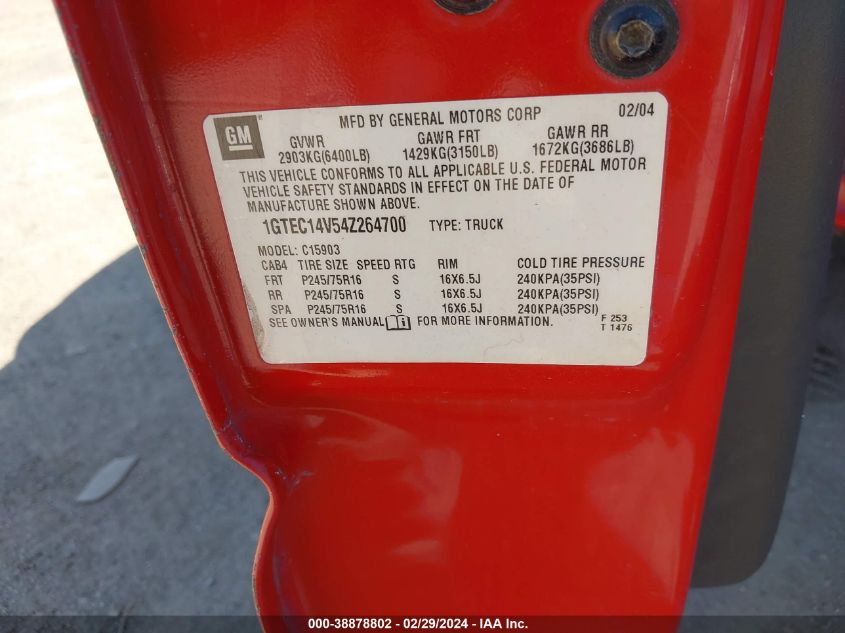 MFD BY GENERAL MOTORS CORP 02/04
GM
GVWR GAWR FRT GAWR RR
2903KG(6400LB) 1429KG(3150LB) 1672KG(3686LB)
THIS VEHICLE CONFORMS TO ALL APPLICABLE U.S. FEDERAL MOTOR
VEHICLE SAFETY STANDARDS IN EFFECT ON THE DATE OF
MANUFACTURE SHOWN ABOVE.
1GTEC14V54Z264700 TYPE: TRUCK
MODEL: C15903
CAB4 TIRE SIZE SPEED RTG RIM COLD TIRE PRESSURE
FRT P245/75R16 S 16X6.5J 240KPA(35PSI)
RR P245/75R16 S 16X6.5J 240KPA(35PSI)
SPA P245/75R16 S 16X6.5J 240KPA(35PSI)
SEE OWNER'S MANUAL FOR MORE INFORMATION.
F 253
T 1476
000-38878802 - 02/29/2024 - IAA Inc.